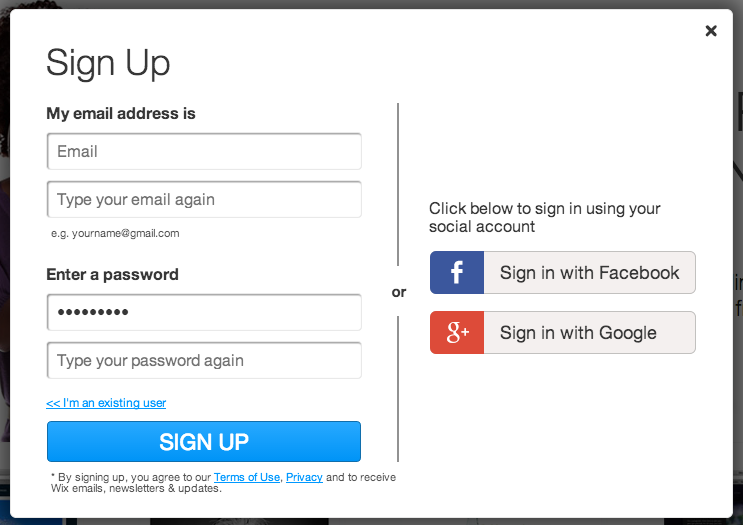 Sign Up
My email address is
Email
Type your email again
e.g. yourname@gmail.com
Enter a password
•••••••••
Type your password again
<< I'm an existing user
SIGN UP
* By signing up, you agree to our Terms of Use, Privacy and to receive
Wix emails, newsletters & updates.
or
Click below to sign in using your
social account
f Sign in with Facebook
g+ Sign in with Google